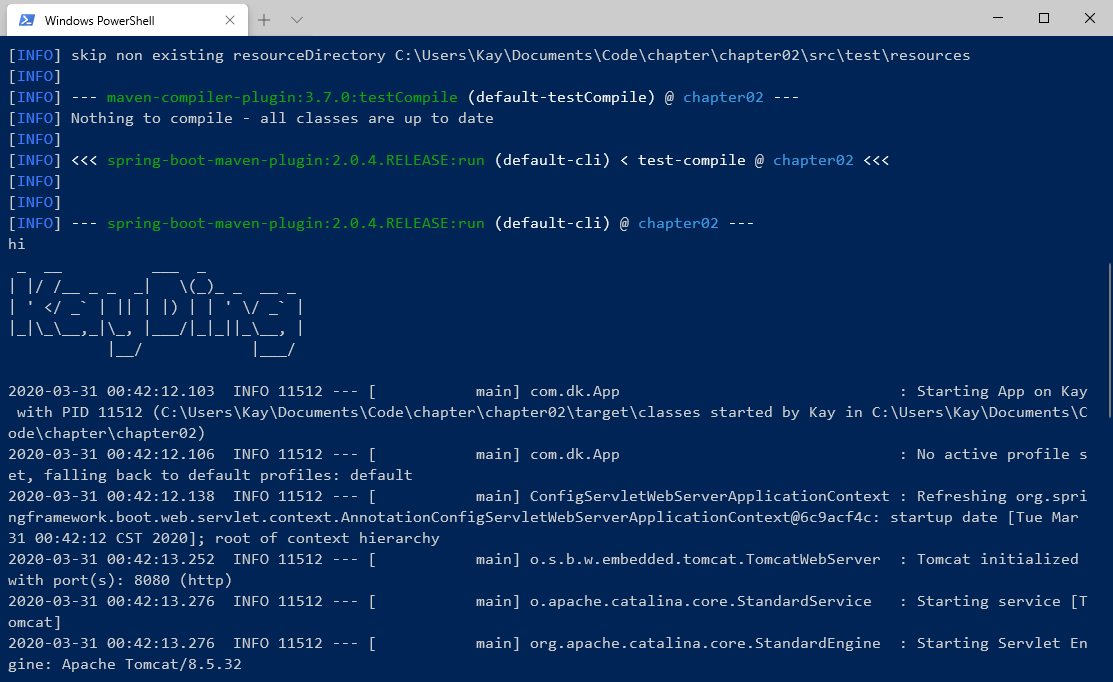 Windows PowerShell
[INFO] skip non existing resourceDirectory C:\Users\Kay\Documents\Code\chapter\chapter02\src\test\resources
[INFO]
[INFO] --- maven-compiler-plugin:3.7.0:testCompile (default-testCompile) @ chapter02 ---
[INFO] Nothing to compile - all classes are up to date
[INFO]
[INFO] <<< spring-boot-maven-plugin:2.0.4.RELEASE:run (default-cli) < test-compile @ chapter02 <<<
[INFO]
[INFO]
[INFO] --- spring-boot-maven-plugin:2.0.4.RELEASE:run (default-cli) @ chapter02 ---
hi
 _  __          ___  _
| |/ /__ _ _  _|   \(_)_ _  __ _
| ' </ _` | || | |) | | ' \/ _` |
|_|\_\__,_|\_, |___/|_|_||_\__, |
           |__/            |___/
2020-03-31 00:42:12.103  INFO 11512 --- [           main] com.dk.App                               : Starting App on Kay
 with PID 11512 (C:\Users\Kay\Documents\Code\chapter\chapter02\target\classes started by Kay in C:\Users\Kay\Documents\C
ode\chapter\chapter02)
2020-03-31 00:42:12.106  INFO 11512 --- [           main] com.dk.App                               : No active profile s
et, falling back to default profiles: default
2020-03-31 00:42:12.138  INFO 11512 --- [           main] ConfigServletWebServerApplicationContext : Refreshing org.spri
ngframework.boot.web.servlet.context.AnnotationConfigServletWebServerApplicationContext@6c9acf4c: startup date [Tue Mar
31 00:42:12 CST 2020]; root of context hierarchy
2020-03-31 00:42:13.252  INFO 11512 --- [           main] o.s.b.w.embedded.tomcat.TomcatWebServer  : Tomcat initialized
with port(s): 8080 (http)
2020-03-31 00:42:13.276  INFO 11512 --- [           main] o.apache.catalina.core.StandardService   : Starting service [T
omcat]
2020-03-31 00:42:13.276  INFO 11512 --- [           main] org.apache.catalina.core.StandardEngine  : Starting Servlet En
gine: Apache Tomcat/8.5.32